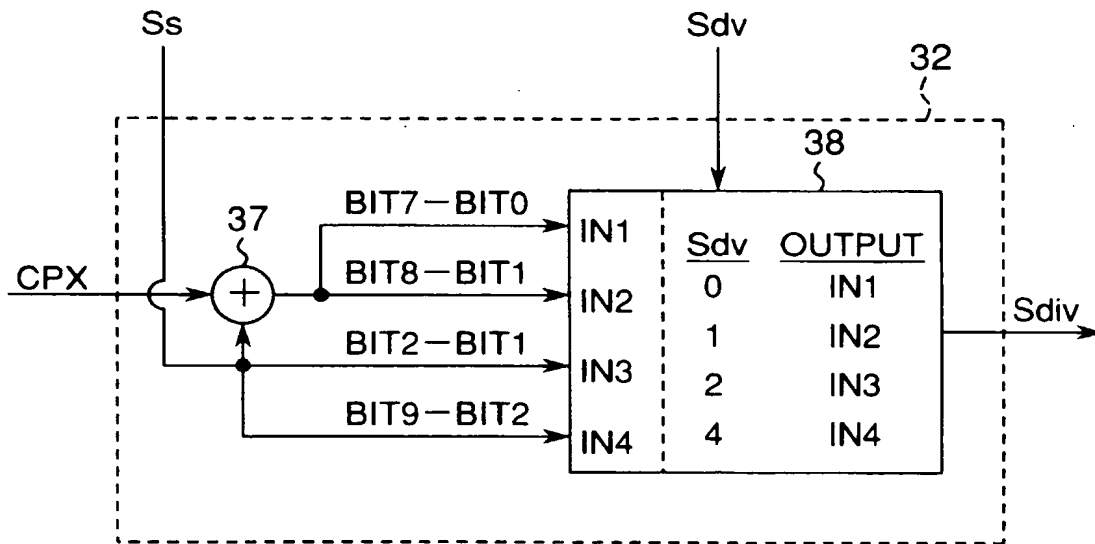 Ss
Sdv
32
38
37
BIT7－BIT0
IN1
CPX
+
BIT8－BIT1
IN2
BIT2－BIT1
IN3
BIT9－BIT2
IN4
Sdv OUTPUT
0 IN1
1 IN2
2 IN3
4 IN4
Sdiv